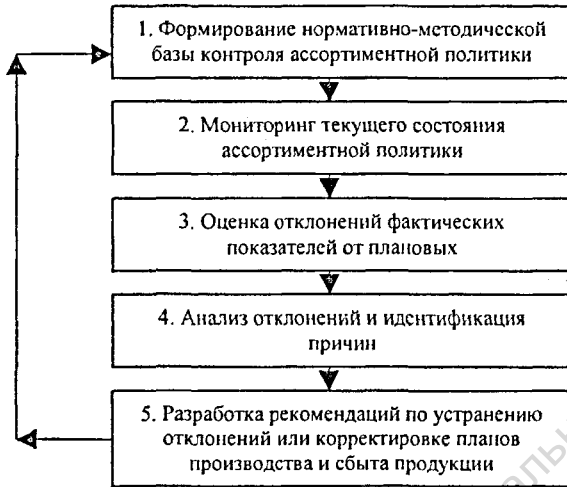 1. Формирование нормативно-методической
базы контроля ассортиментной политики
2. Мониторинг текущего состояния
ассортиментной политики
3. Оценка отклонений фактических
показателей от плановых
4. Анализ отклонений и идентификация
причин
5. Разработка рекомендаций по устранению
отклонений или корректировке планов
производства и сбыта продукции